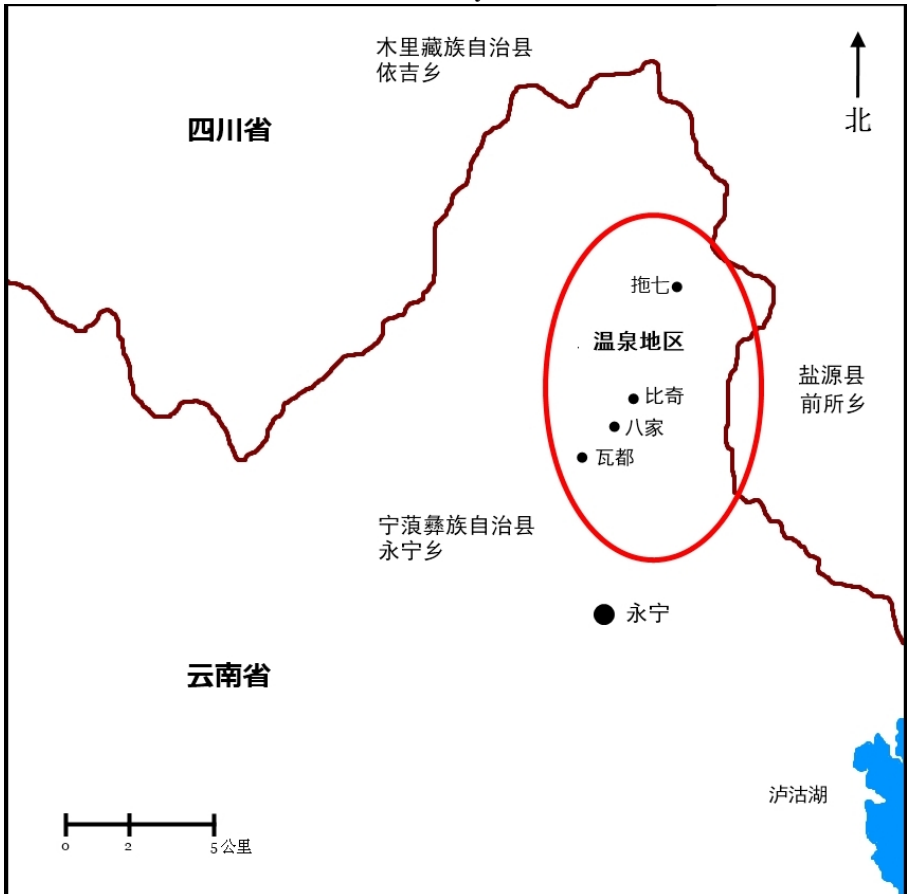 木里藏族自治县
依吉乡
北
四川省
拖七
温泉地区
盐源县
前所乡
比奇
八家
瓦都
宁蒗彝族自治县
永宁乡
永宁
云南省
泸沽湖
0 2 5 公里